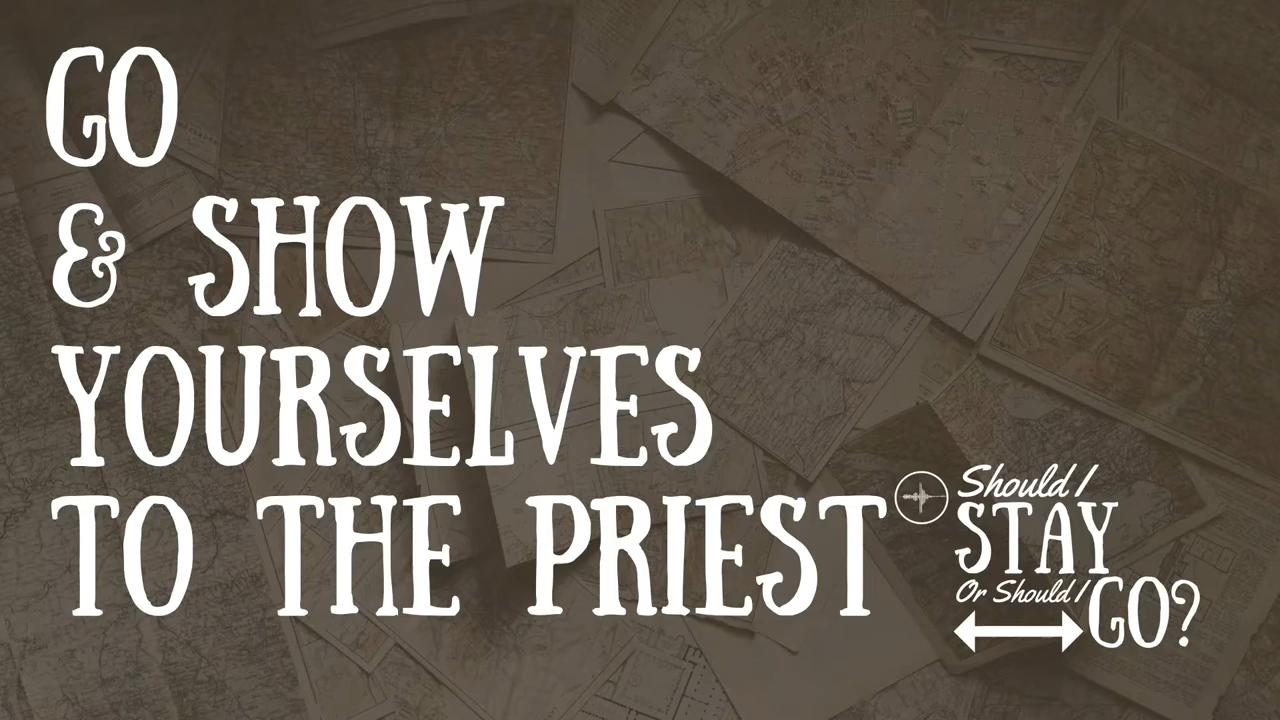 GO
& SHOW
YOURSELVES
TO THE PRIEST
Should I
STAY
Or Should I
GO?